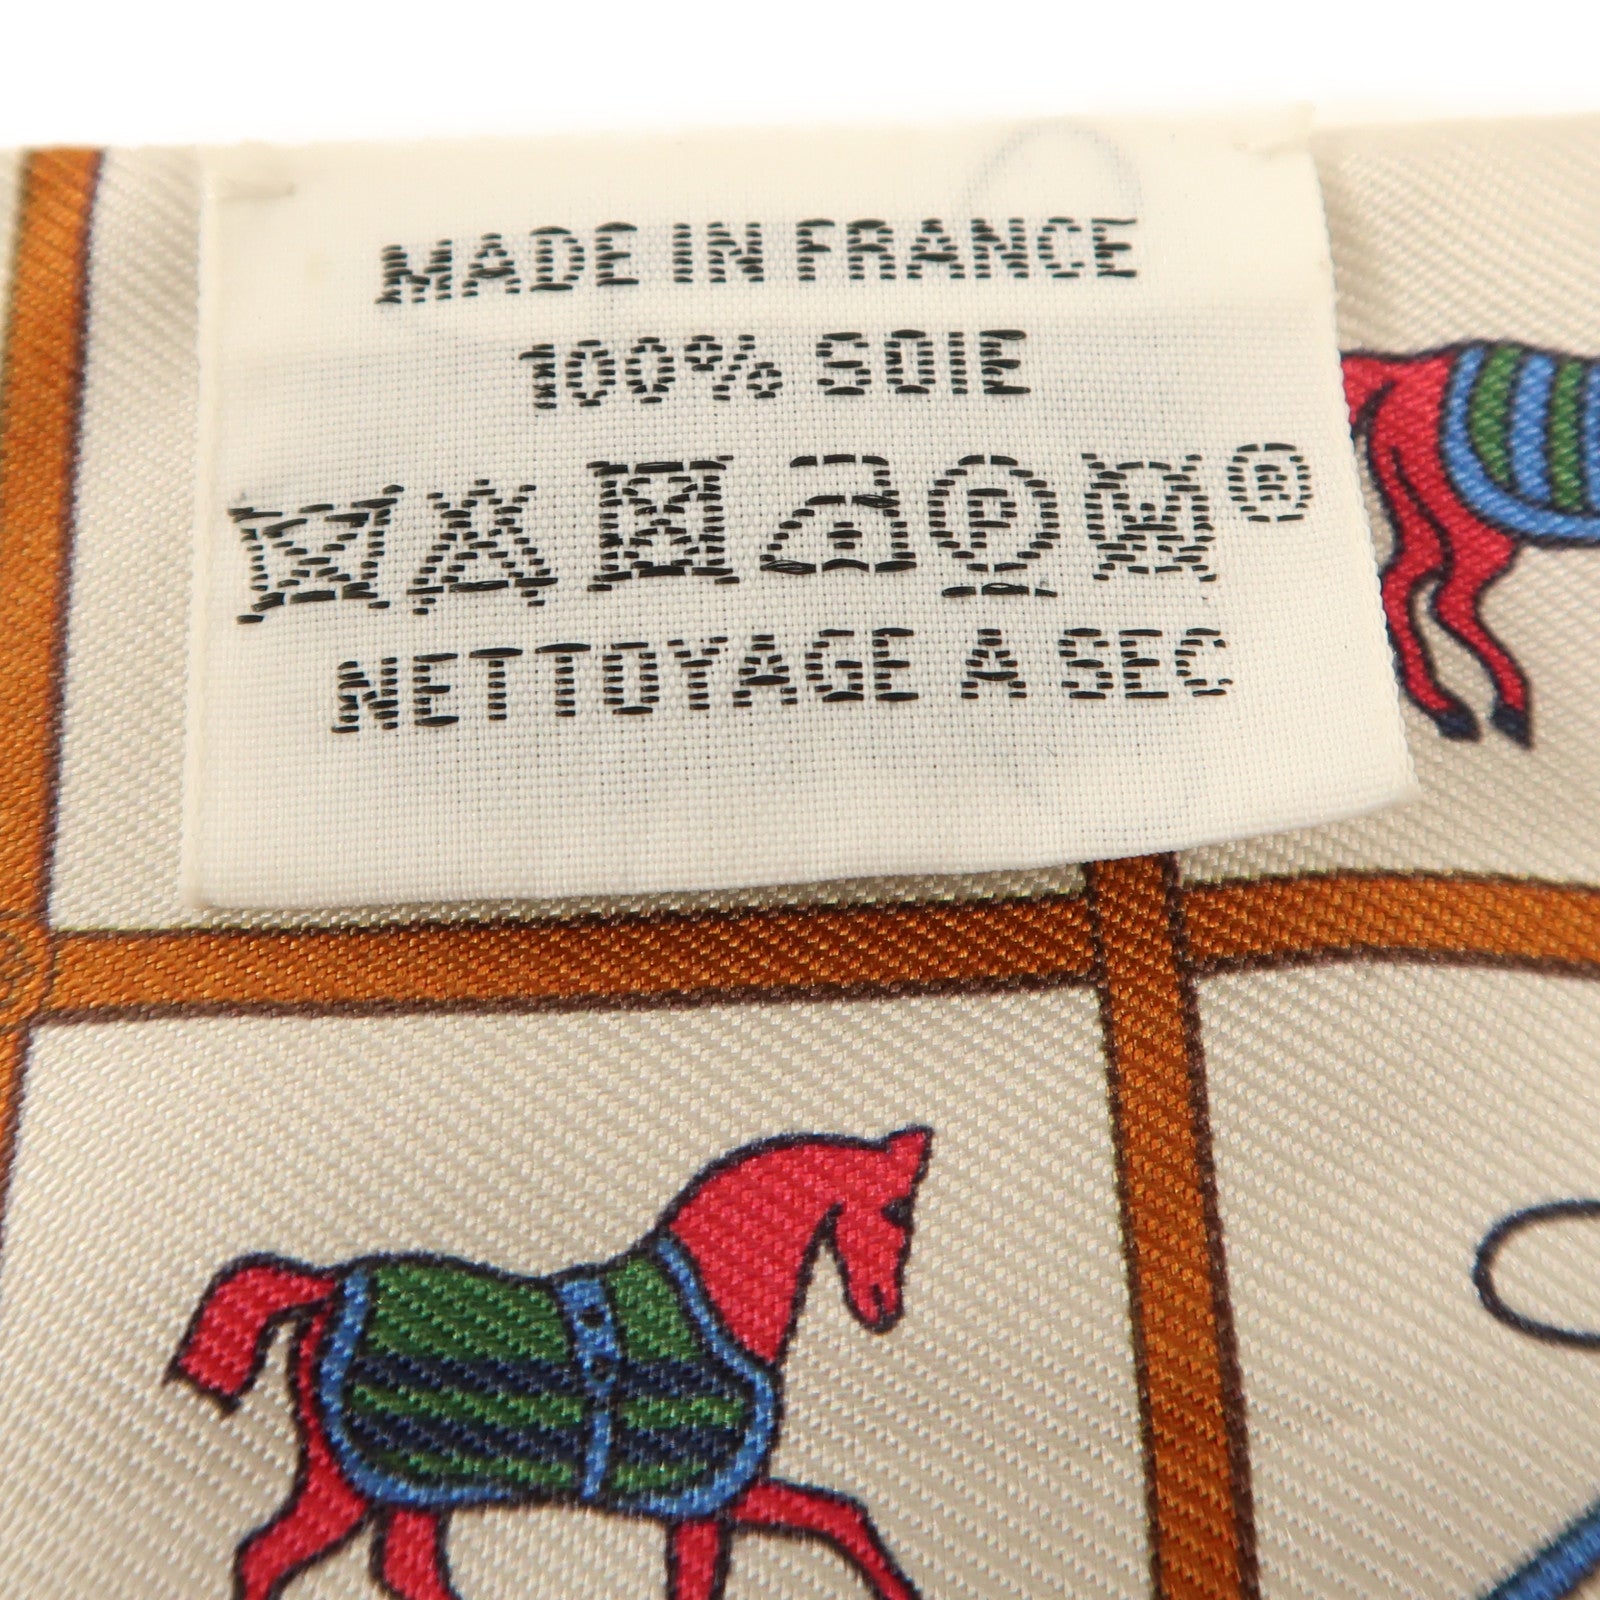 MADE IN FRANCE
100% SOIE
P W ®
NETTOYAGE A SEC